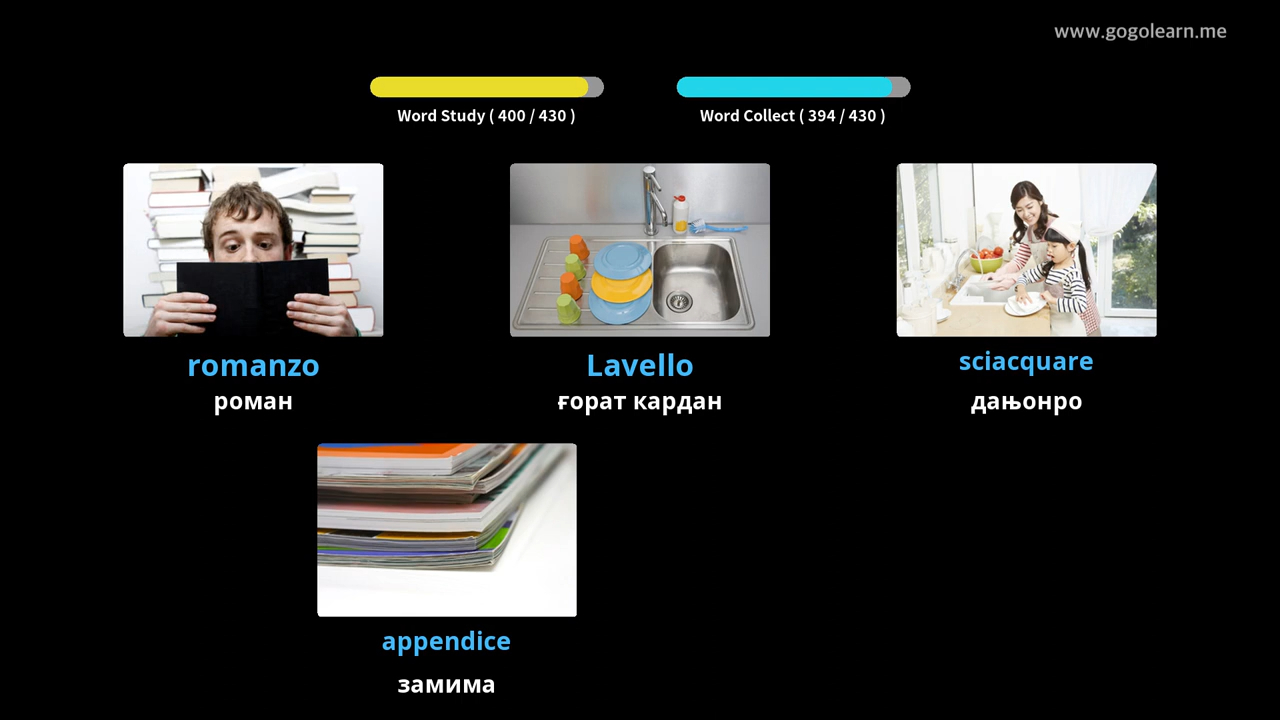 www.gogolearn.me
Word Study ( 400 / 430 )
Word Collect ( 394 / 430 )
romanzo
роман
Lavello
ғорат кардан
sciacquare
дањонро
appendice
замима